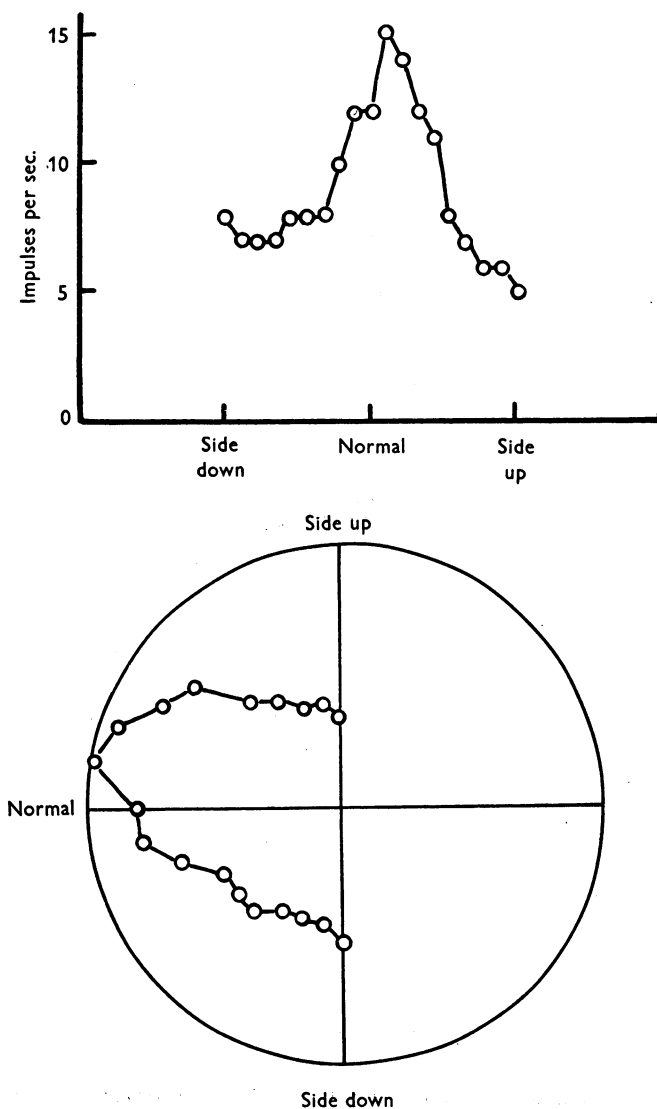 15
10
5
0
Impulses per sec.
Side
down
Normal
Side
up
Side up
Normal
Side down